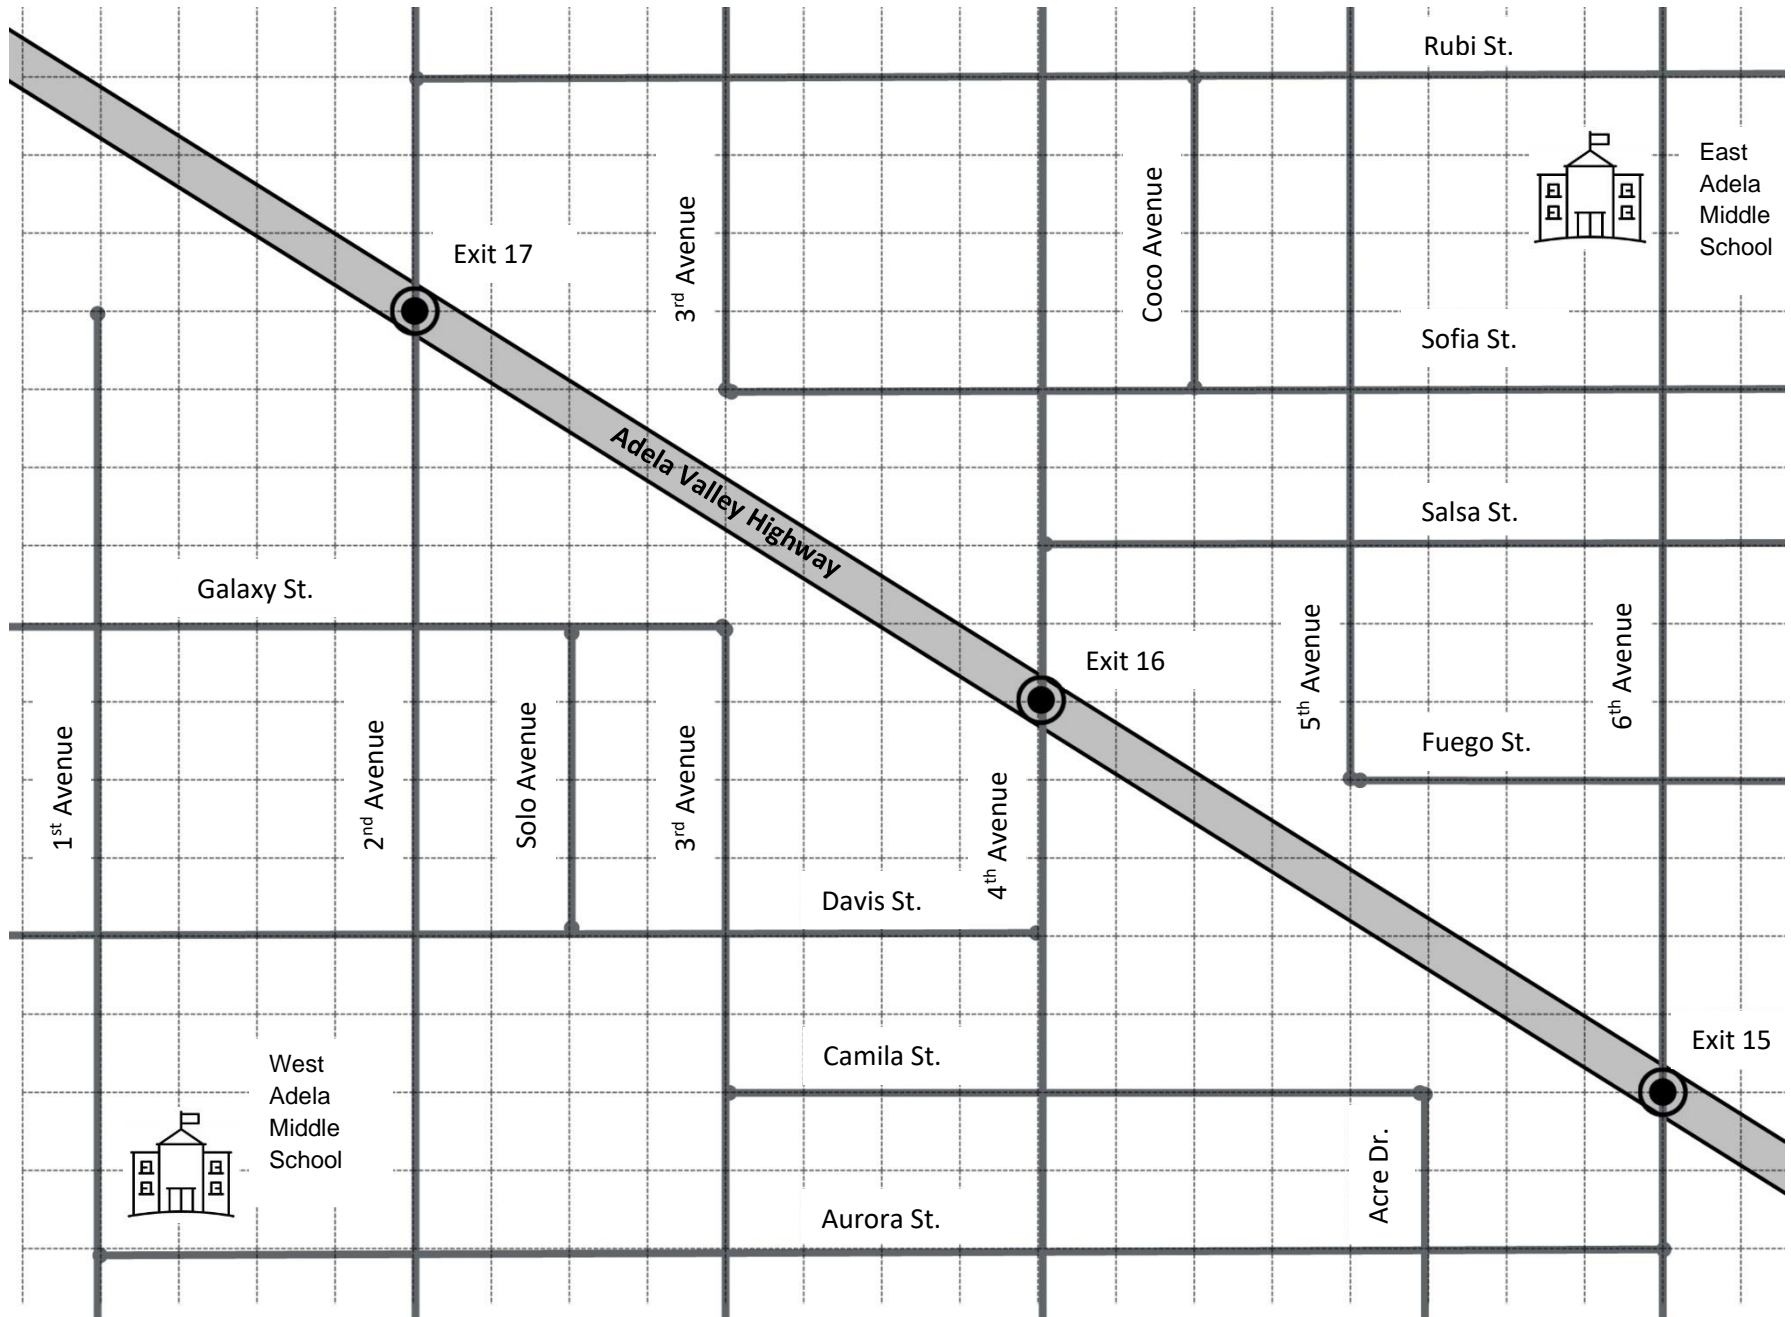 Rubi St.
East
Adela
Middle
School
3rd Avenue
Coco Avenue
Exit 17
Sofia St.
Adela Valley Highway
Salsa St.
Galaxy St.
Exit 16
5th Avenue
6th Avenue
Fuego St.
1st Avenue
2nd Avenue
Solo Avenue
3rd Avenue
4th Avenue
Davis St.
Exit 15
Camila St.
West
Adela
Middle
School
Acre Dr.
Aurora St.